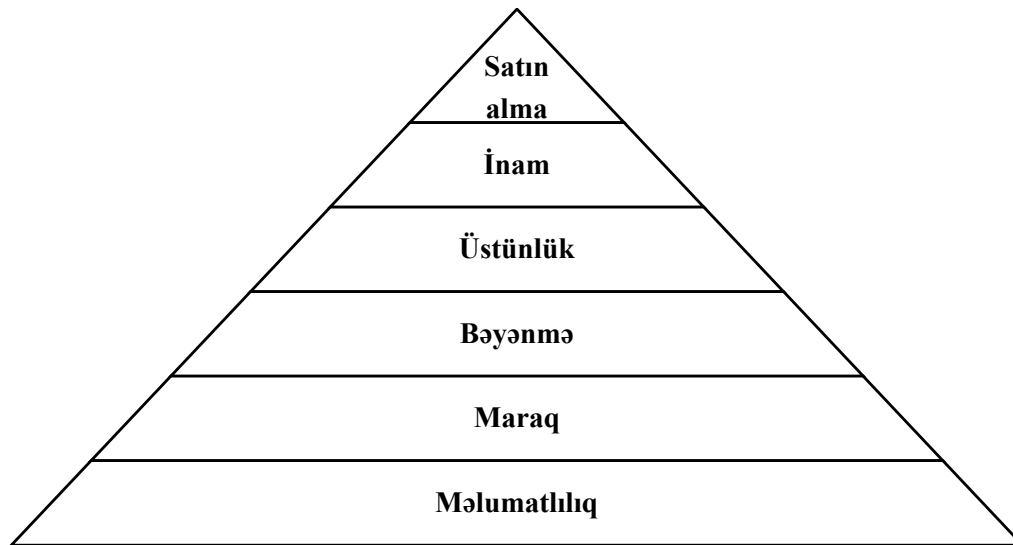 Satın
alma
İnam
Üstünlük
Bəyənmə
Maraq
Məlumatlılıq